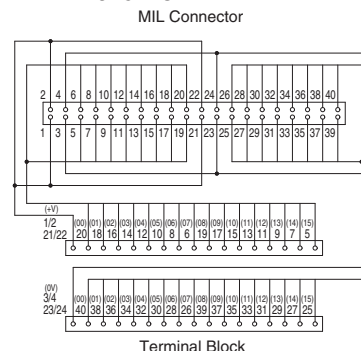 MIL Connector
2 4 6 8 10 12 14 16 18 20 22 24 26 28 30 32 34 36 38 40
1 3 5 7 9 11 13 15 17 19 21 23 25 27 29 31 33 35 37 39
(+V)
1/2 (00) (01) (02) (03) (04) (05) (06) (07) (08) (09) (10) (11) (12) (13) (14) (15)
21/22 20 18 16 14 12 10 8 6 19 17 15 13 11 9 7 5
(0V)
3/4 (00) (01) (02) (03) (04) (05) (06) (07) (08) (09) (10) (11) (12) (13) (14) (15)
23/24 40 38 36 34 32 30 28 26 39 37 35 33 31 29 27 25
Terminal Block